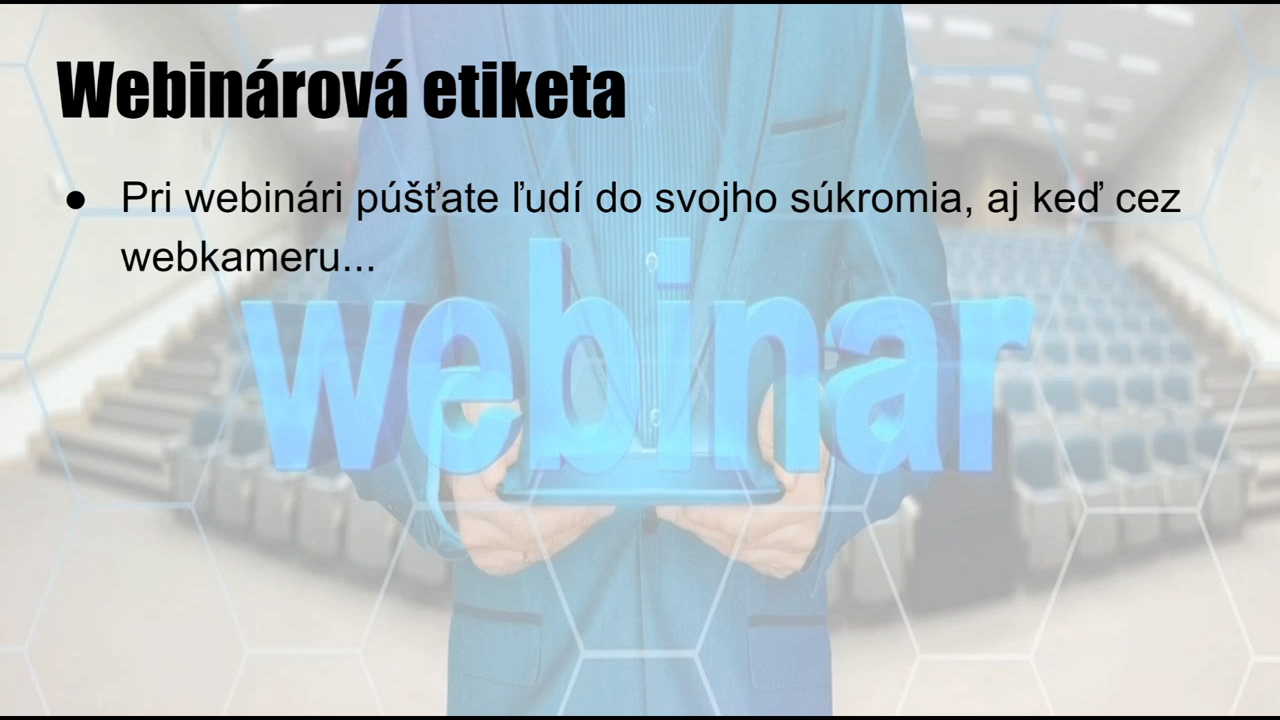 Webinárová etiketa
● Pri webinári púšťate ľudí do svojho súkromia, aj keď cez
webkameru...
webinar